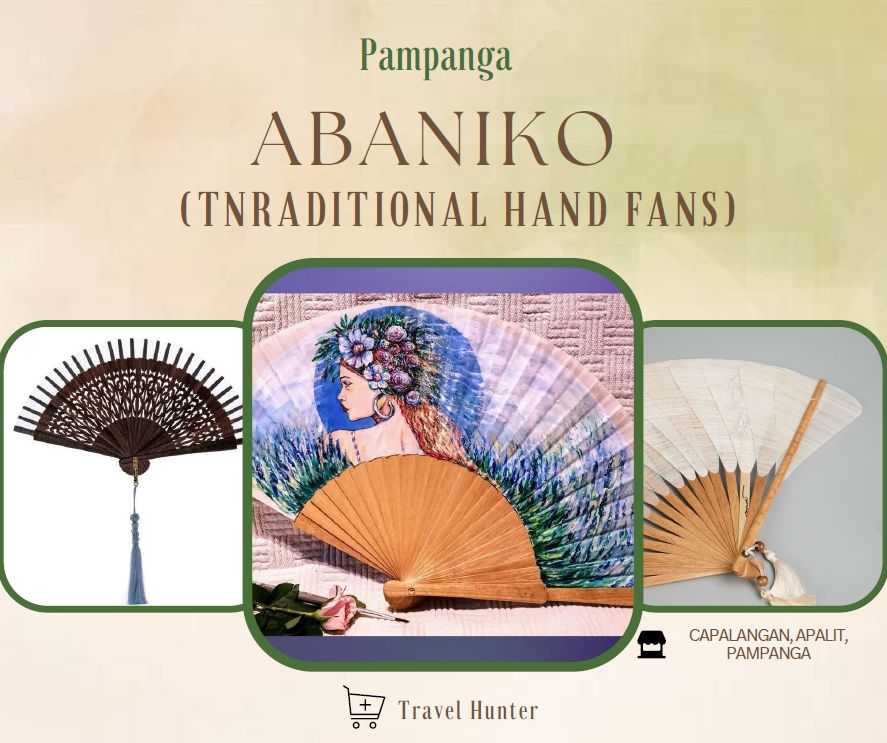 Pampanga
ABANIKO
(TNRADITIONAL HAND FANS)
CAPALANGAN, APALIT,
PAMPANGA
Travel Hunter